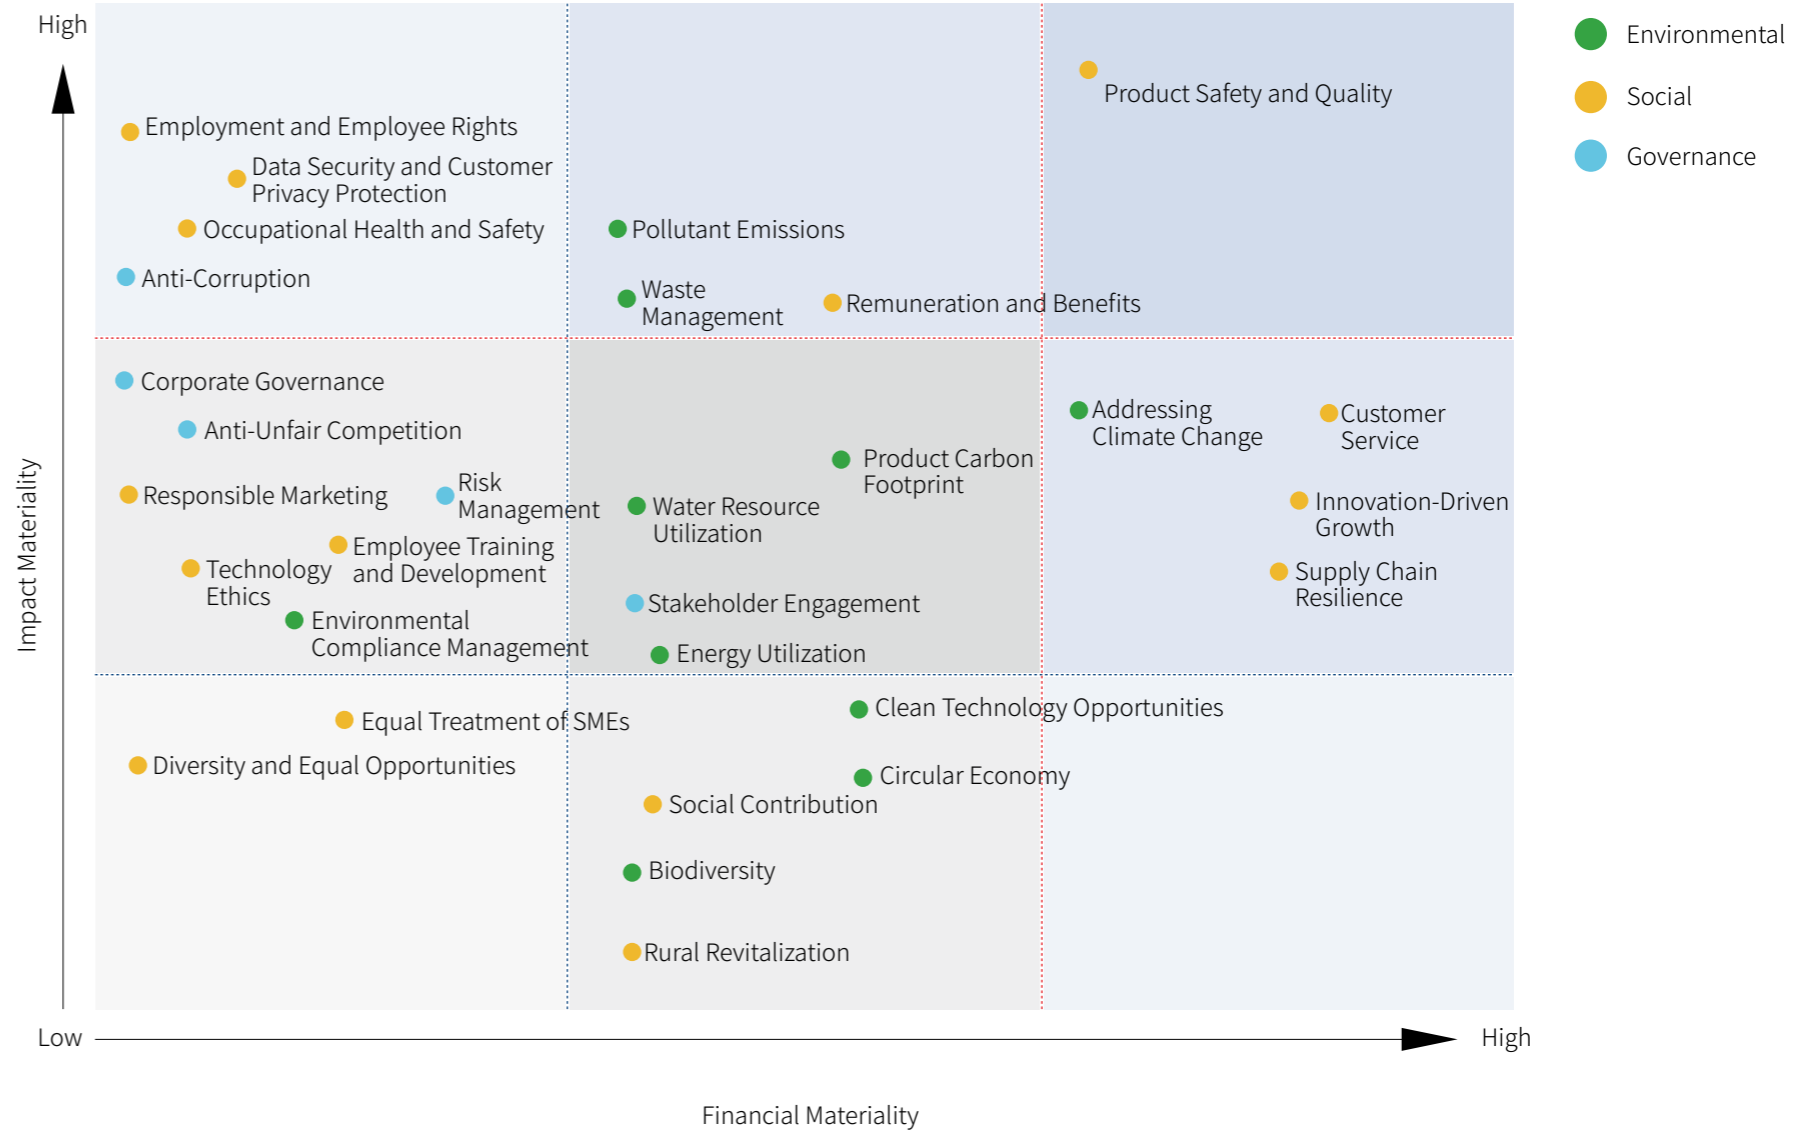 High
Environmental
Product Safety and Quality
Social
Employment and Employee Rights
Governance
Data Security and Customer
Privacy Protection
Occupational Health and Safety
Pollutant Emissions
Anti-Corruption
Waste
Management
Remuneration and Benefits
Corporate Governance
Addressing
Climate Change
Customer
Service
Anti-Unfair Competition
Product Carbon
Footprint
Responsible Marketing
Risk
Management
Water Resource
Utilization
Innovation-Driven
Growth
Employee Training
and Development
Technology
Ethics
Supply Chain
Resilience
Stakeholder Engagement
Environmental
Compliance Management
Energy Utilization
Impact Materiality
Equal Treatment of SMEs
Clean Technology Opportunities
Diversity and Equal Opportunities
Circular Economy
Social Contribution
Biodiversity
Rural Revitalization
Low
High
Financial Materiality